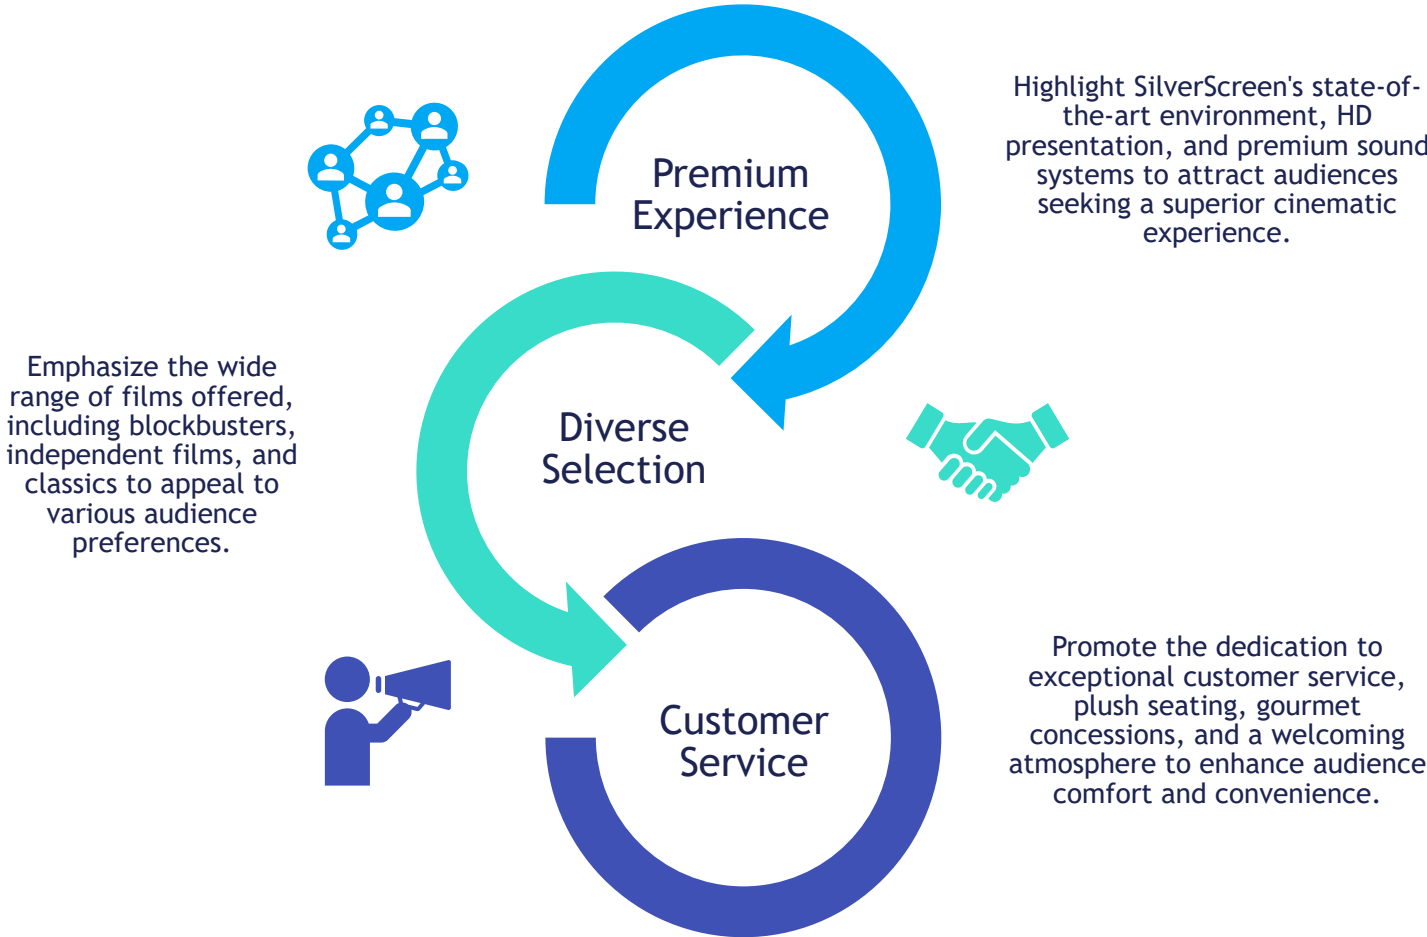 Premium
Experience
Highlight SilverScreen's state-of-
the-art environment, HD
presentation, and premium sound
systems to attract audiences
seeking a superior cinematic
experience.
Emphasize the wide
range of films offered,
including blockbusters,
independent films, and
classics to appeal to
various audience
preferences.
Diverse
Selection
Customer
Service
Promote the dedication to
exceptional customer service,
plush seating, gourmet
concessions, and a welcoming
atmosphere to enhance audience
comfort and convenience.